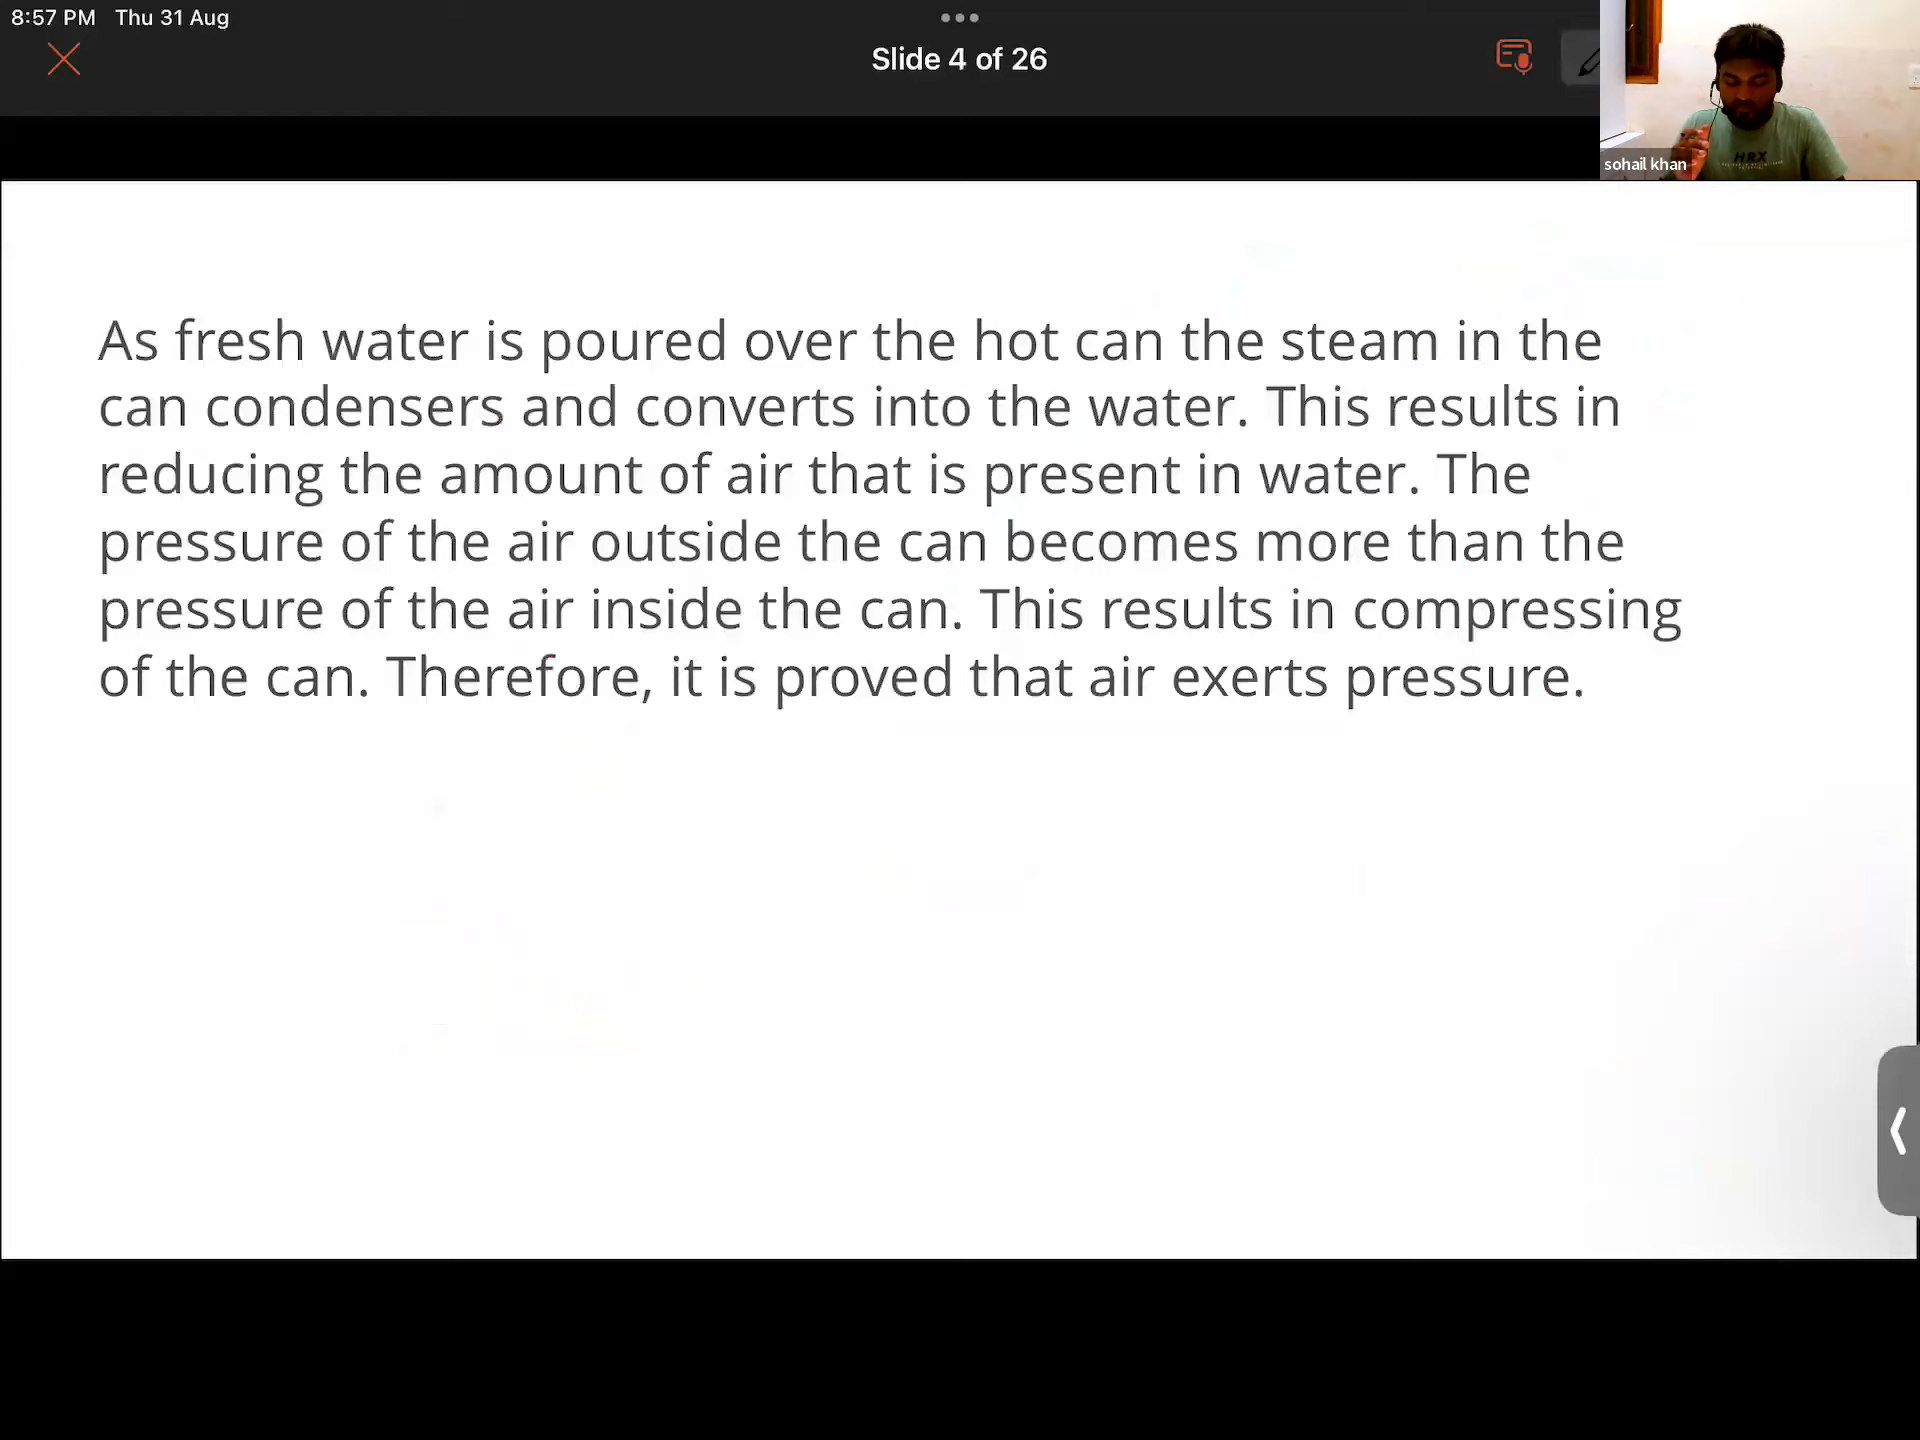 8:57 PM Thu 31 Aug
Slide 4 of 26
HRX
sohail khan
As fresh water is poured over the hot can the steam in the
can condensers and converts into the water. This results in
reducing the amount of air that is present in water. The
pressure of the air outside the can becomes more than the
pressure of the air inside the can. This results in compressing
of the can. Therefore, it is proved that air exerts pressure.